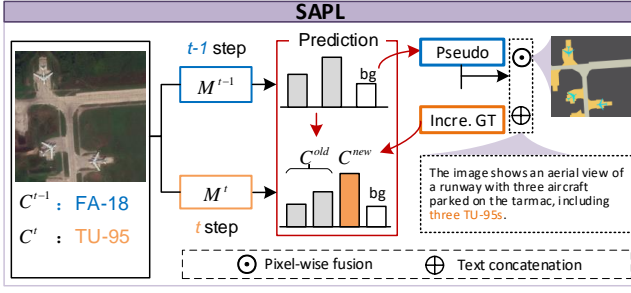 SAPL
t-1 step
Prediction
M^{t-1}
bg
Pseudo
Incre. GT
C^{old} C^{new}
M^{t}
bg
t step
C^{t-1} : FA-18
C^{t} : TU-95
The image shows an aerial view of
a runway with three aircraft
parked on the tarmac, including
three TU-95s.
Pixel-wise fusion
Text concatenation